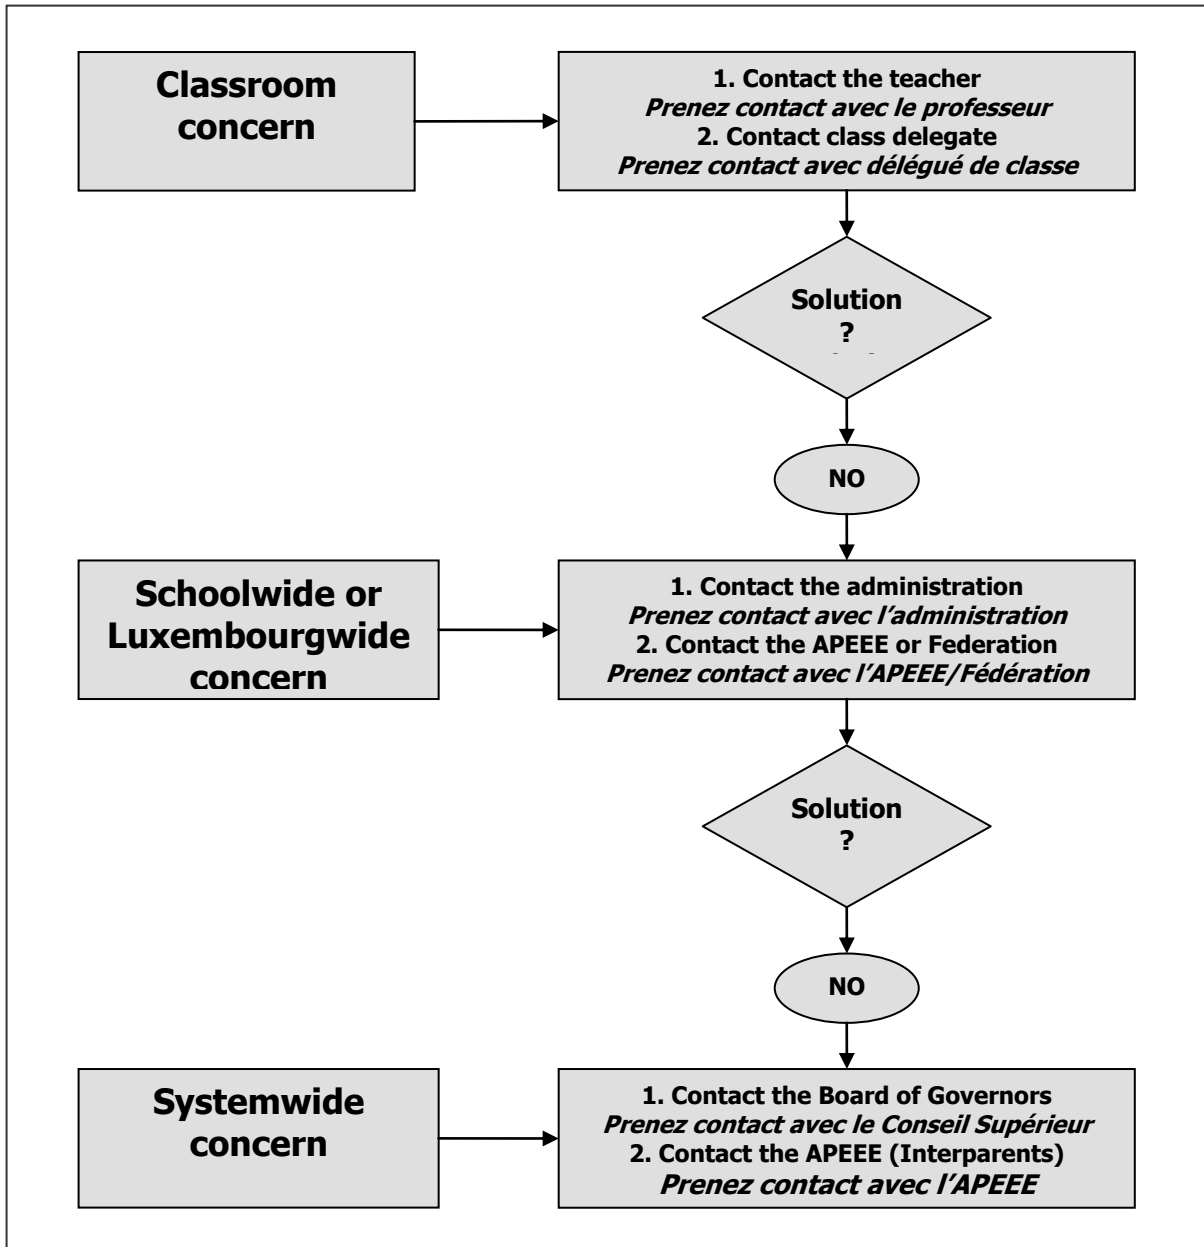 Classroom
concern
1. Contact the teacher
Prenez contact avec le professeur
2. Contact class delegate
Prenez contact avec délégué de classe
Solution
?
NO
Schoolwide or
Luxembourgwide
concern
1. Contact the administration
Prenez contact avec l'administration
2. Contact the APEEE or Federation
Prenez contact avec l'APEEE/Fédération
Solution
?
NO
Systemwide
concern
1. Contact the Board of Governors
Prenez contact avec le Conseil Supérieur
2. Contact the APEEE (Interparents)
Prenez contact avec l'APEEE